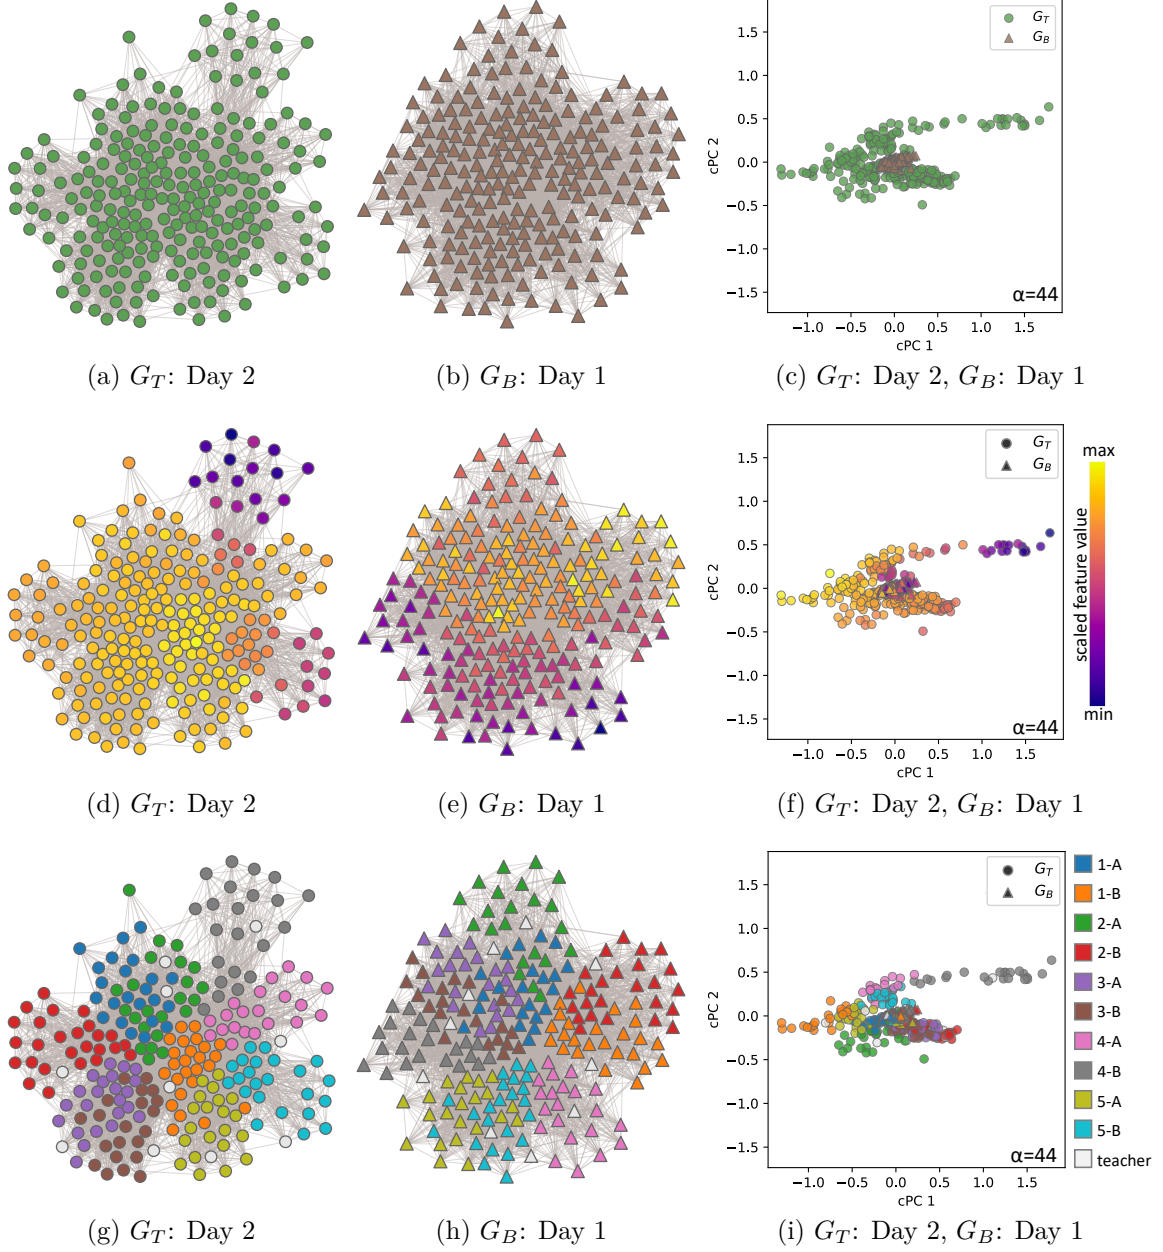 1.5
1.0
0.5
0.0
−0.5
−1.0
−1.5
cPC 2
G_T
G_B
α=44
−1.0 −0.5 0.0 0.5 1.0 1.5
cPC 1
(a) G_T: Day 2
(b) G_B: Day 1
(c) G_T: Day 2, G_B: Day 1
1.5
1.0
0.5
0.0
−0.5
−1.0
−1.5
cPC 2
G_T
G_B
α=44
−1.0 −0.5 0.0 0.5 1.0 1.5
cPC 1
max
scaled feature value
min
(d) G_T: Day 2
(e) G_B: Day 1
(f) G_T: Day 2, G_B: Day 1
1.5
1.0
0.5
0.0
−0.5
−1.0
−1.5
cPC 2
G_T
G_B
α=44
−1.0 −0.5 0.0 0.5 1.0 1.5
cPC 1
1-A
1-B
2-A
2-B
3-A
3-B
4-A
4-B
5-A
5-B
teacher
(g) G_T: Day 2
(h) G_B: Day 1
(i) G_T: Day 2, G_B: Day 1